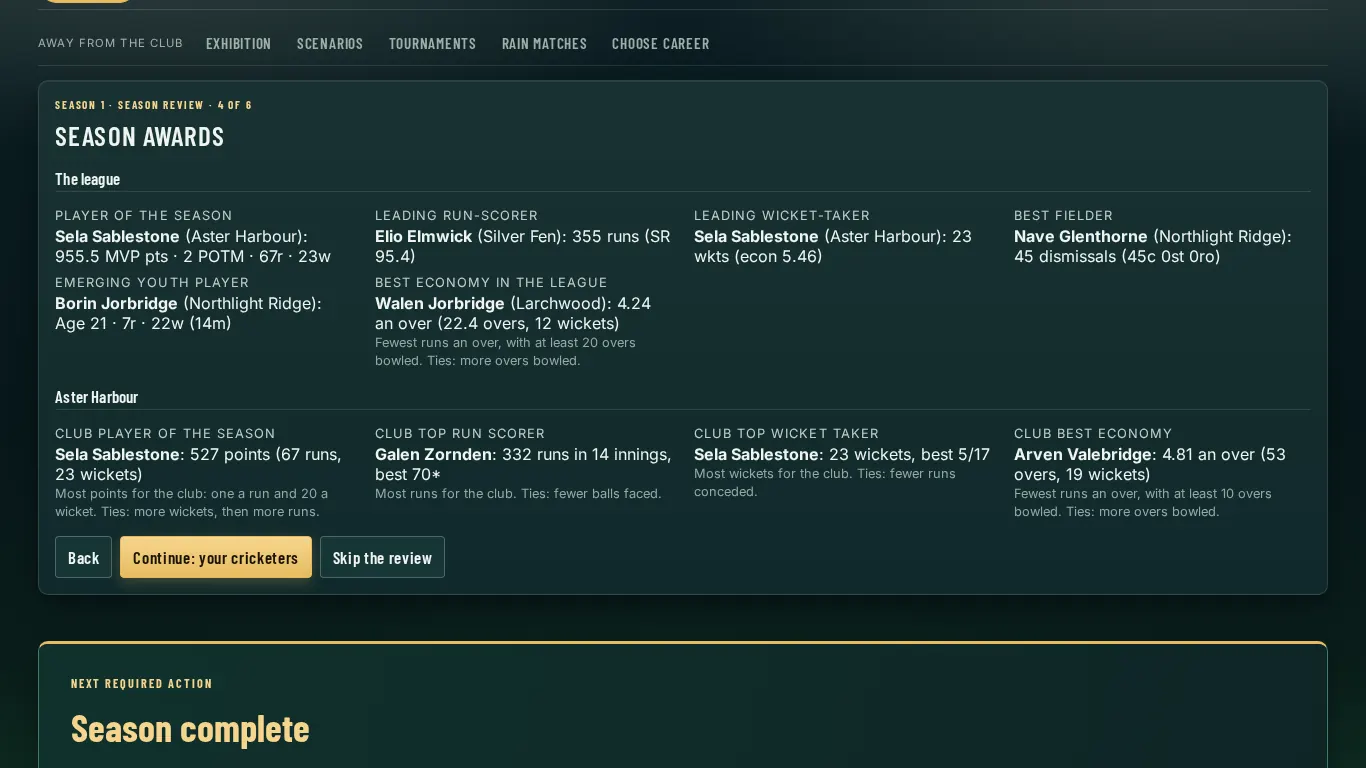 AWAY FROM THE CLUB EXHIBITION SCENARIOS TOURNAMENTS RAIN MATCHES CHOOSE CAREER
SEASON 1 · SEASON REVIEW · 4 OF 6
SEASON AWARDS
The league
PLAYER OF THE SEASON
Sela Sablestone (Aster Harbour):
955.5 MVP pts · 2 POTM · 67r · 23w
LEADING RUN-SCORER
Elio Elmwick (Silver Fen): 355 runs (SR
95.4)
LEADING WICKET-TAKER
Sela Sablestone (Aster Harbour): 23
wkts (econ 5.46)
BEST FIELDER
Nave Glenthorne (Northlight Ridge):
45 dismissals (45c 0st 0ro)
EMERGING YOUTH PLAYER
Borin Jorbridge (Northlight Ridge):
Age 21 · 7r · 22w (14m)
BEST ECONOMY IN THE LEAGUE
Walen Jorbridge (Larchwood): 4.24
an over (22.4 overs, 12 wickets)
Fewest runs an over, with at least 20 overs
bowled. Ties: more overs bowled.
Aster Harbour
CLUB PLAYER OF THE SEASON
Sela Sablestone: 527 points (67 runs,
23 wickets)
Most points for the club: one a run and 20 a
wicket. Ties: more wickets, then more runs.
CLUB TOP RUN SCORER
Galen Zornden: 332 runs in 14 innings,
best 70*
Most runs for the club. Ties: fewer balls faced.
CLUB TOP WICKET TAKER
Sela Sablestone: 23 wickets, best 5/17
Most wickets for the club. Ties: fewer runs
conceded.
CLUB BEST ECONOMY
Arven Valebridge: 4.81 an over (53
overs, 19 wickets)
Fewest runs an over, with at least 10 overs
bowled. Ties: more overs bowled.
Back
Continue: your cricketers
Skip the review
NEXT REQUIRED ACTION
Season complete